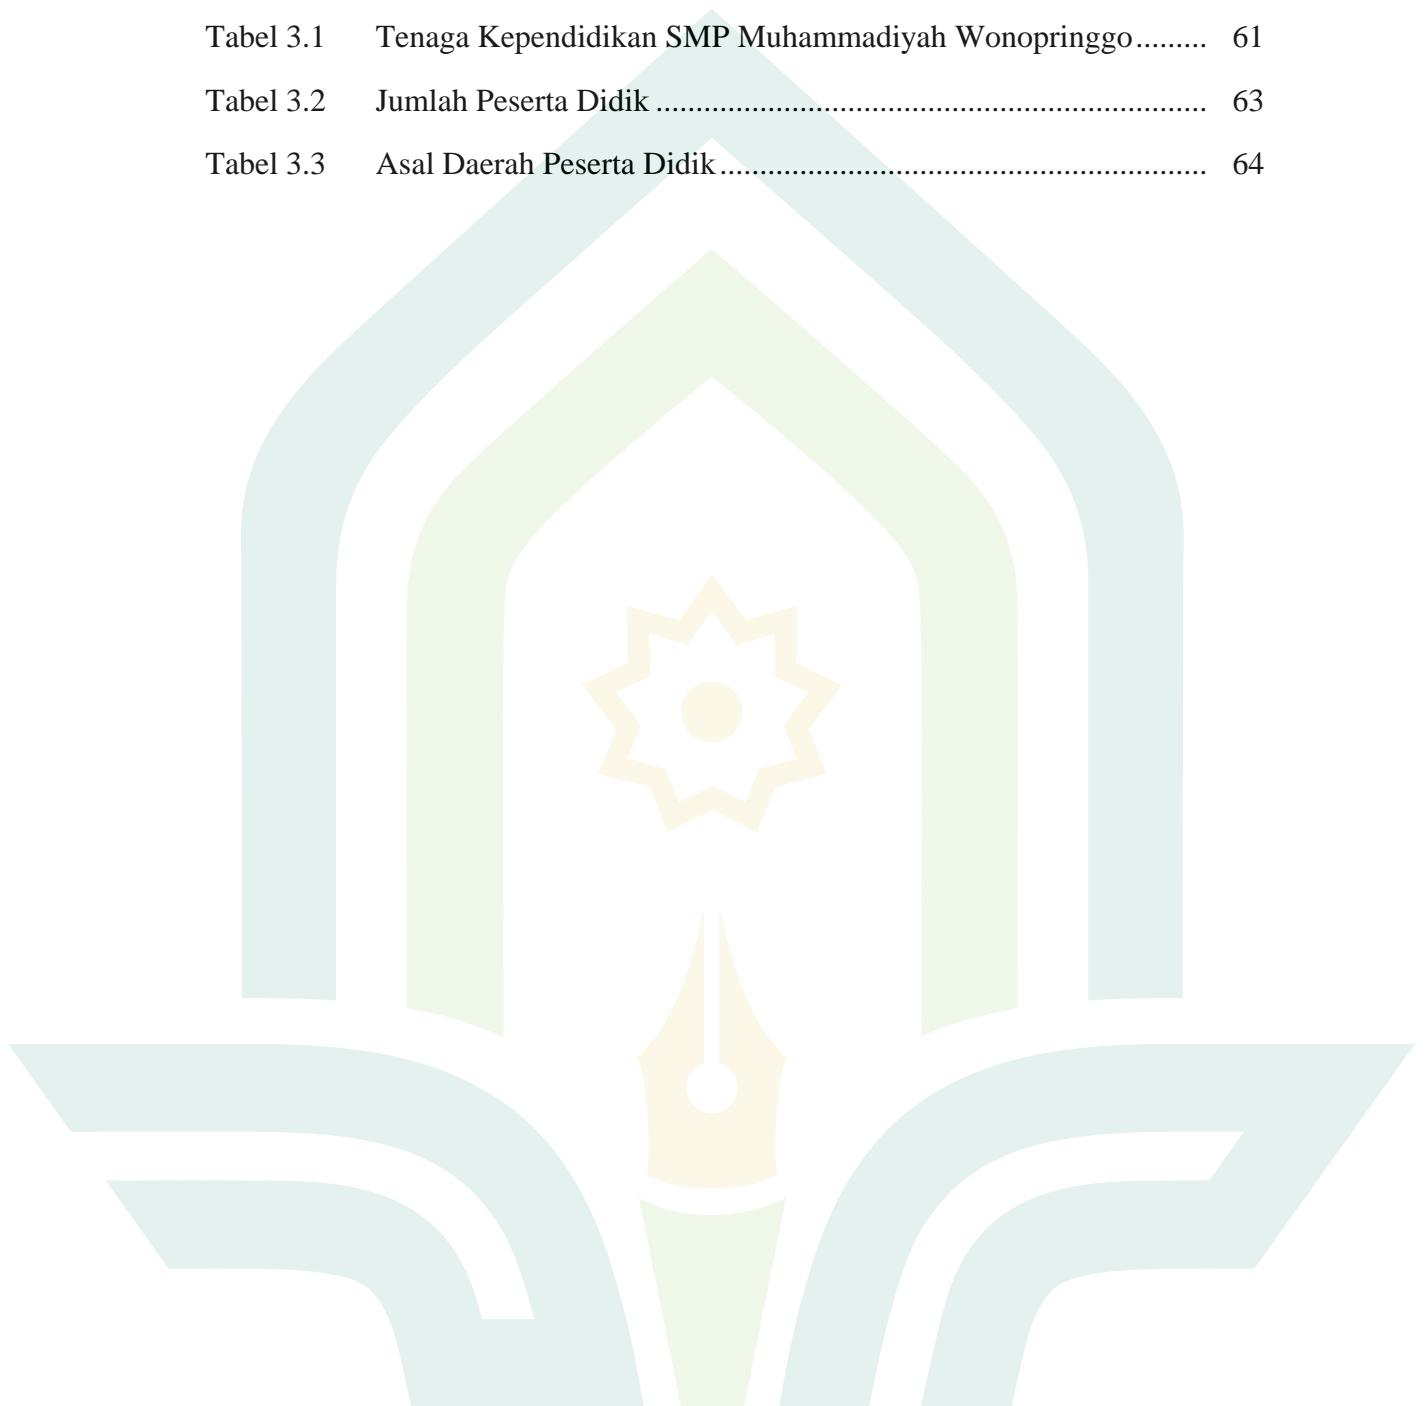 Tabel 3.1 Tenaga Kependidikan SMP Muhammadiyah Wonopringgo......... 61
Tabel 3.2 Jumlah Peserta Didik ...................................................................... 63
Tabel 3.3 Asal Daerah Peserta Didik.............................................................. 64